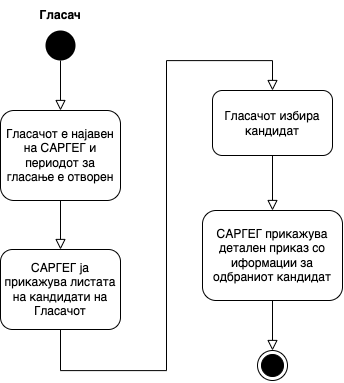 Гласач
Гласачот е најавен
на САРГЕГ и
периодот за
гласање е отворен
САРГЕГ ја
прикажува листата
на кандидати на
Гласачот
Гласачот избира
кандидат
САРГЕГ прикажува
детален приказ со
иформации за
одбраниот кандидат